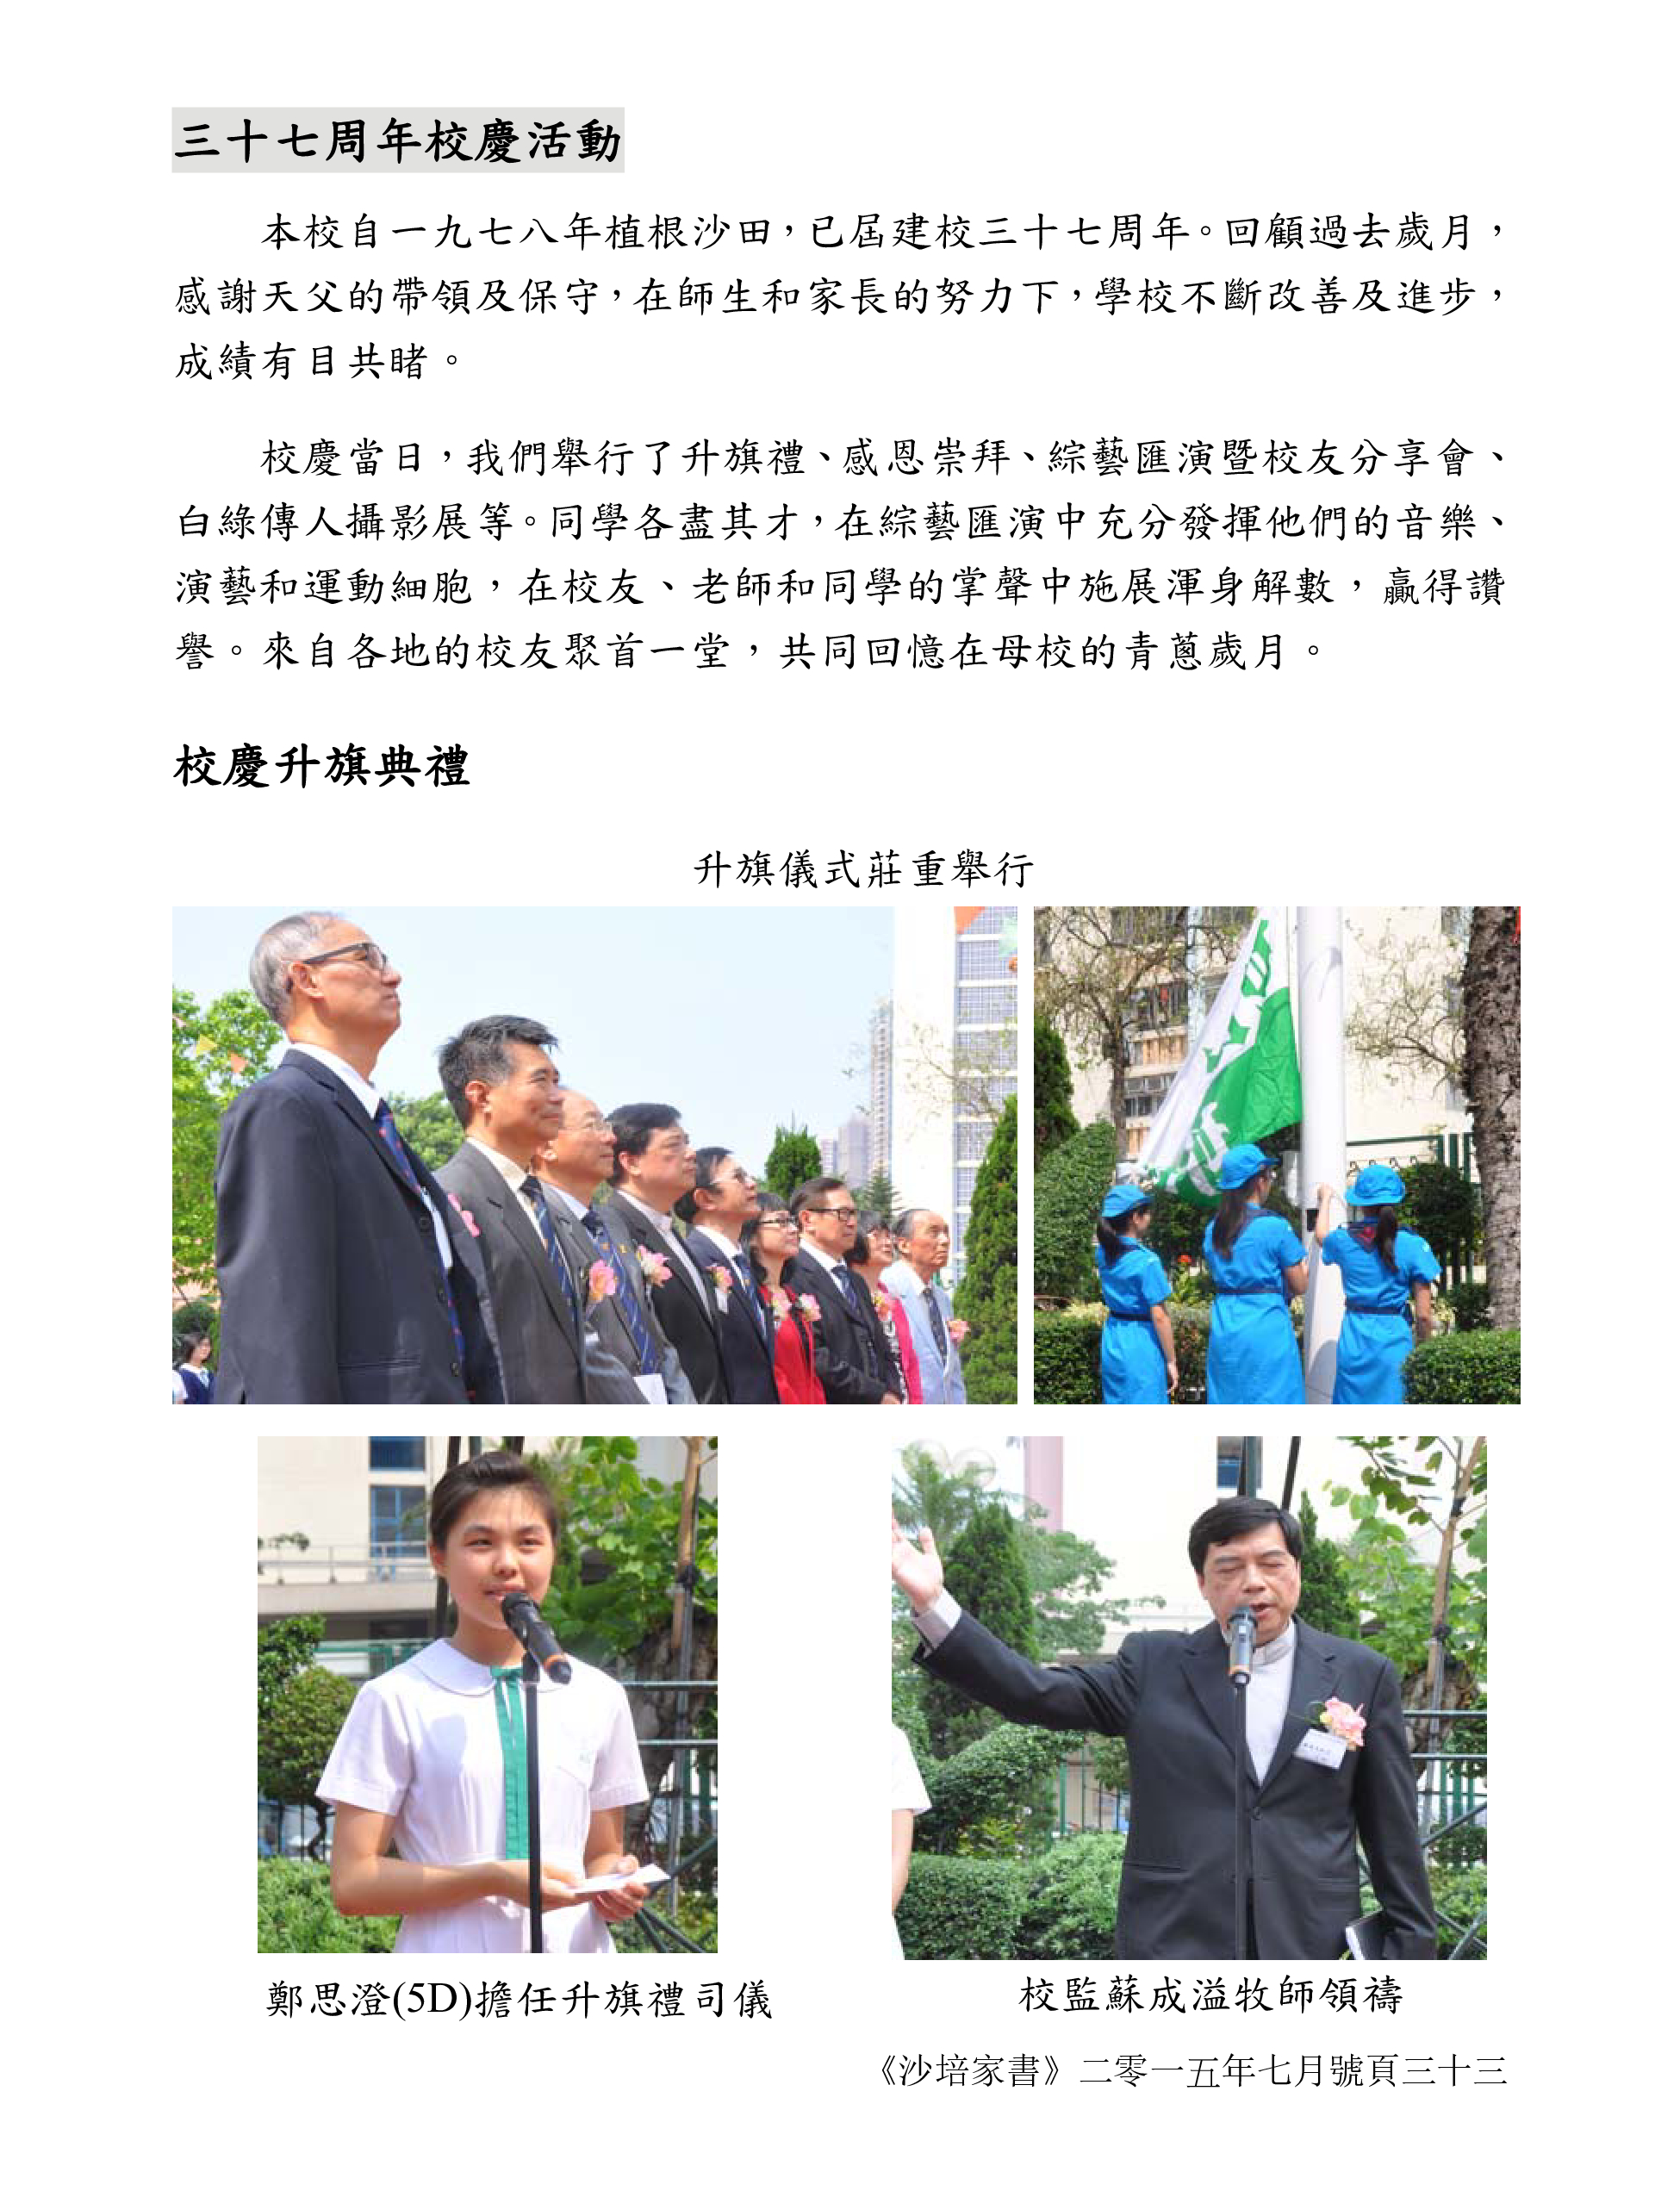 三十七周年校慶活動
本校自一九七八年植根沙田，已屆建校三十七周年。回顧過去歲月，
感謝天父的帶領及保守，在師生和家長的努力下，學校不斷改善及進步，
成績有目共睹。
校慶當日，我們舉行了升旗禮、感恩崇拜、綜藝匯演暨校友分享會、
白綠傳人攝影展等。同學各盡其才，在綜藝匯演中充分發揮他們的音樂、
演藝和運動細胞，在校友、老師和同學的掌聲中施展渾身解數，贏得讚
譽。來自各地的校友聚首一堂，共同回憶在母校的青蔥歲月。
校慶升旗典禮
升旗儀式莊重舉行
鄭思澄(5D)擔任升旗禮司儀
校監蘇成溢牧師領禱
《沙培家書》二零一五年七月號頁三十三